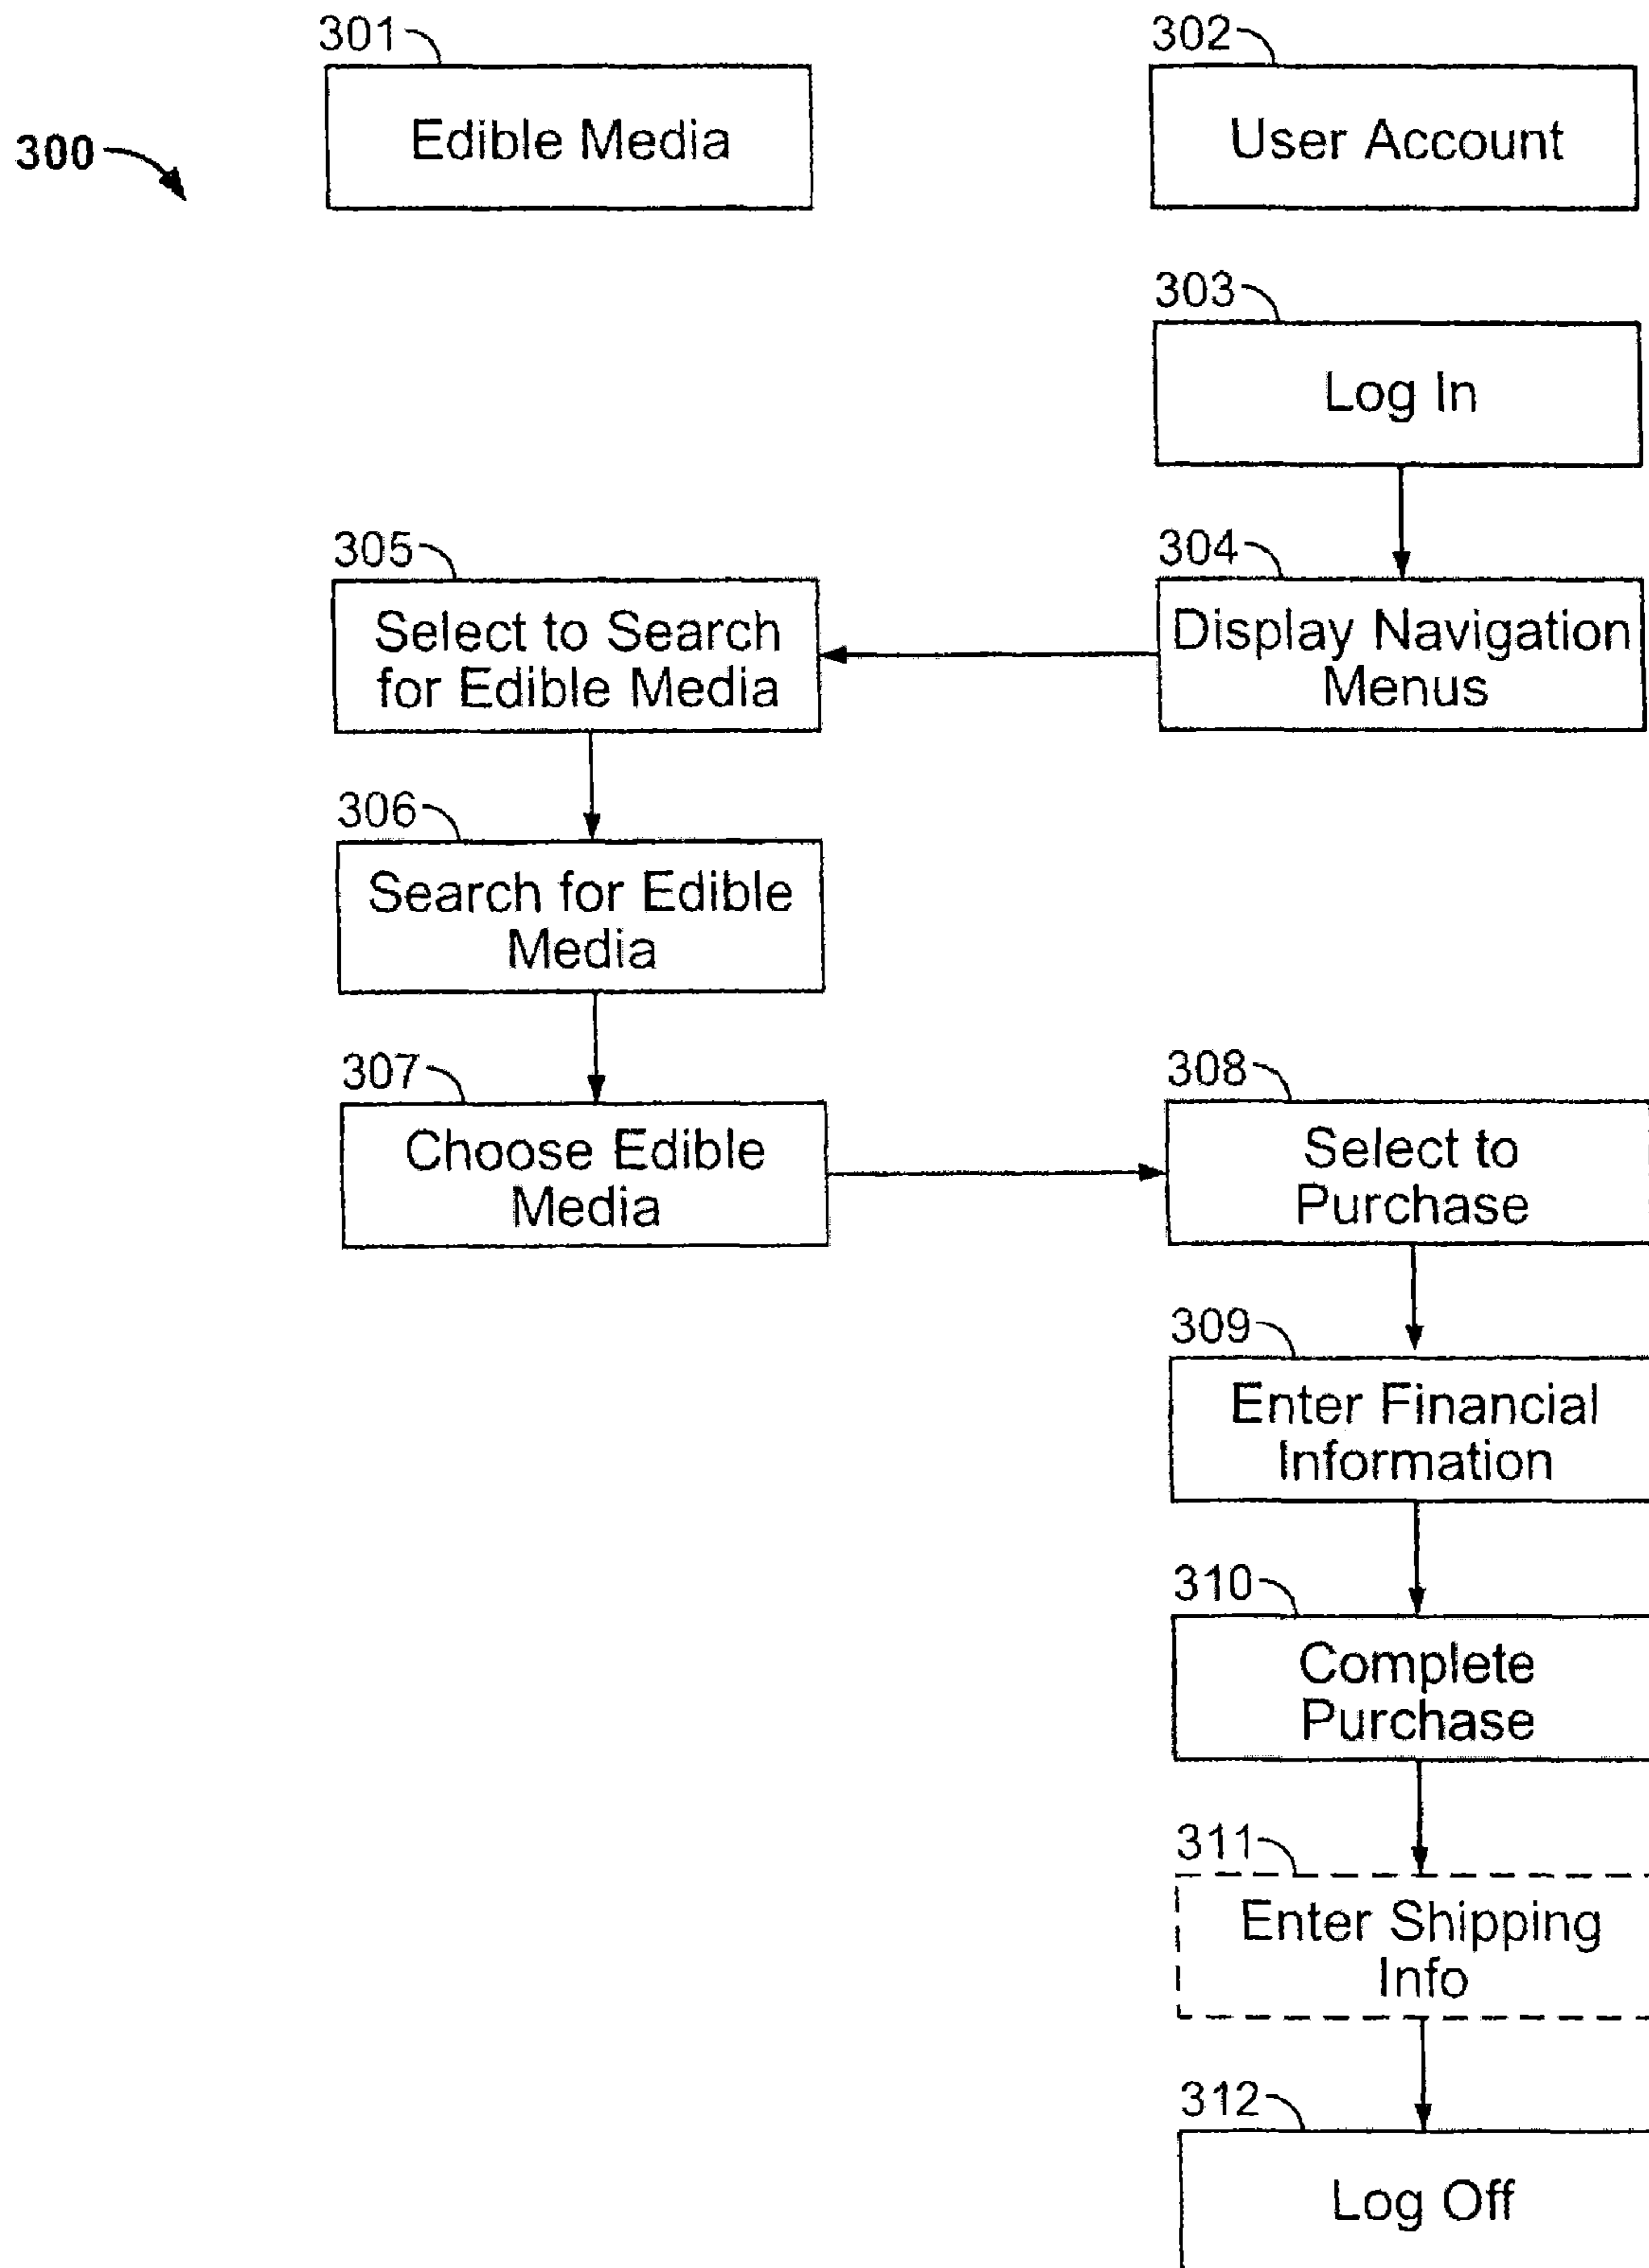 301
302
Edible Media
User Account
300
303
Log In
305
304
Select to Search
for Edible Media
Display Navigation
Menus
306
Search for Edible
Media
307
308
Choose Edible
Media
Select to
Purchase
309
Enter Financial
Information
310
Complete
Purchase
311
Enter Shipping
Info
312
Log Off